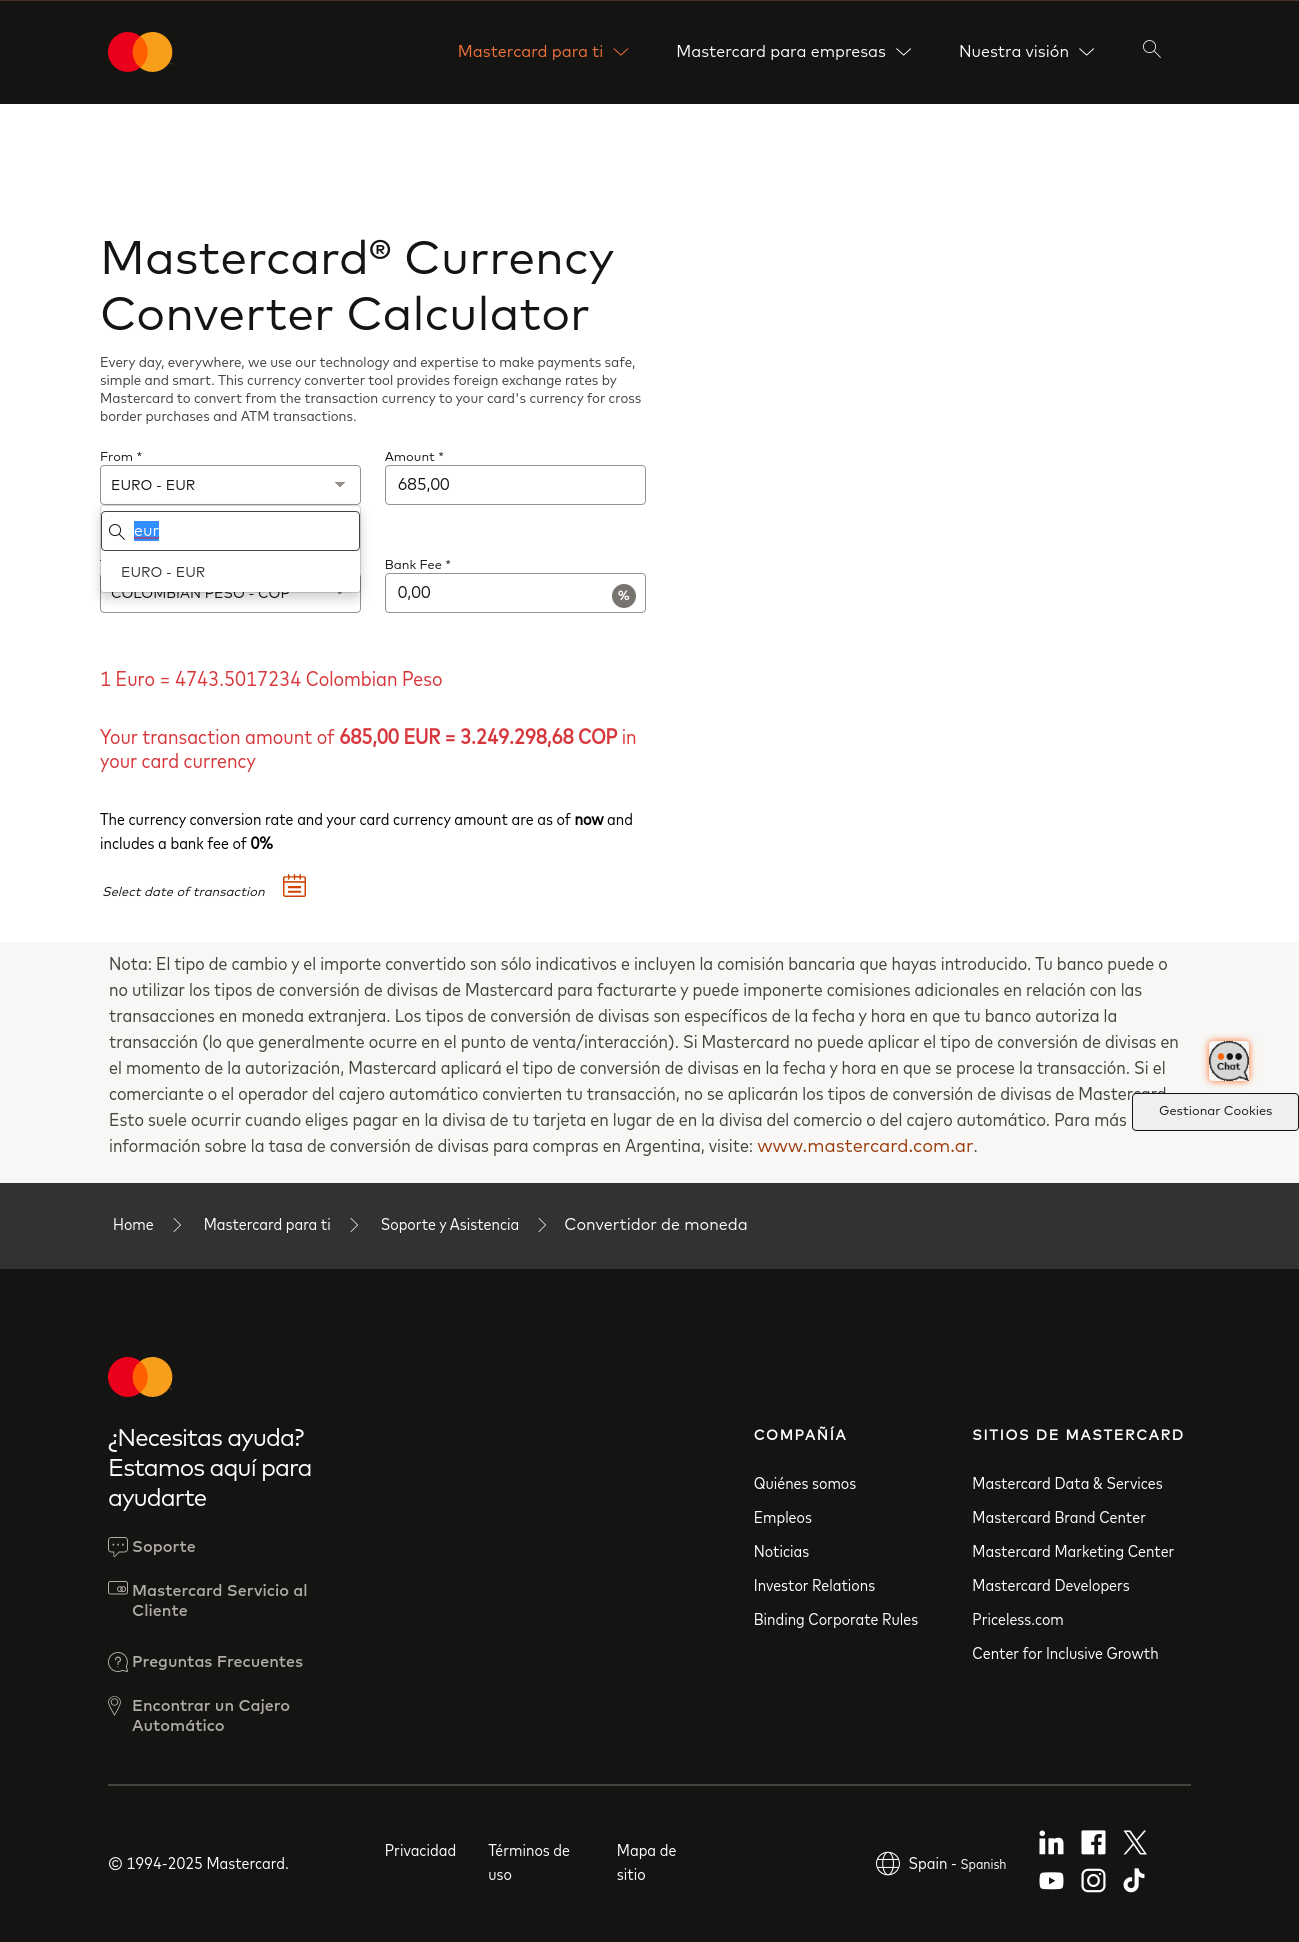 Mastercard para ti
Mastercard para empresas
Nuestra visión
Mastercard® Currency
Converter Calculator
Every day, everywhere, we use our technology and expertise to make payments safe,
simple and smart. This currency converter tool provides foreign exchange rates by
Mastercard to convert from the transaction currency to your card's currency for cross
border purchases and ATM transactions.
From *
Amount *
EURO - EUR
685,00
eur
EURO - EUR
Bank Fee *
COLOMBIAN PESO - COP
0,00
%
1 Euro = 4743.5017234 Colombian Peso
Your transaction amount of 685,00 EUR = 3.249.298,68 COP in
your card currency
The currency conversion rate and your card currency amount are as of now and
includes a bank fee of 0%
Select date of transaction
Nota: El tipo de cambio y el importe convertido son sólo indicativos e incluyen la comisión bancaria que hayas introducido. Tu banco puede o
no utilizar los tipos de conversión de divisas de Mastercard para facturarte y puede imponerte comisiones adicionales en relación con las
transacciones en moneda extranjera. Los tipos de conversión de divisas son específicos de la fecha y hora en que tu banco autoriza la
transacción (lo que generalmente ocurre en el punto de venta/interacción). Si Mastercard no puede aplicar el tipo de conversión de divisas en
el momento de la autorización, Mastercard aplicará el tipo de conversión de divisas en la fecha y hora en que se procese la transacción. Si el
comerciante o el operador del cajero automático convierten tu transacción, no se aplicarán los tipos de conversión de divisas de Mastercard.
Esto suele ocurrir cuando eliges pagar en la divisa de tu tarjeta en lugar de en la divisa del comercio o del cajero automático. Para más
información sobre la tasa de conversión de divisas para compras en Argentina, visite: www.mastercard.com.ar.
Chat
Gestionar Cookies
Home
Mastercard para ti
Soporte y Asistencia
Convertidor de moneda
¿Necesitas ayuda?
Estamos aquí para
ayudarte
Soporte
Mastercard Servicio al
Cliente
Preguntas Frecuentes
Encontrar un Cajero
Automático
COMPAÑÍA
Quiénes somos
Empleos
Noticias
Investor Relations
Binding Corporate Rules
SITIOS DE MASTERCARD
Mastercard Data & Services
Mastercard Brand Center
Mastercard Marketing Center
Mastercard Developers
Priceless.com
Center for Inclusive Growth
© 1994-2025 Mastercard.
Privacidad
Términos de
uso
Mapa de
sitio
Spain - Spanish